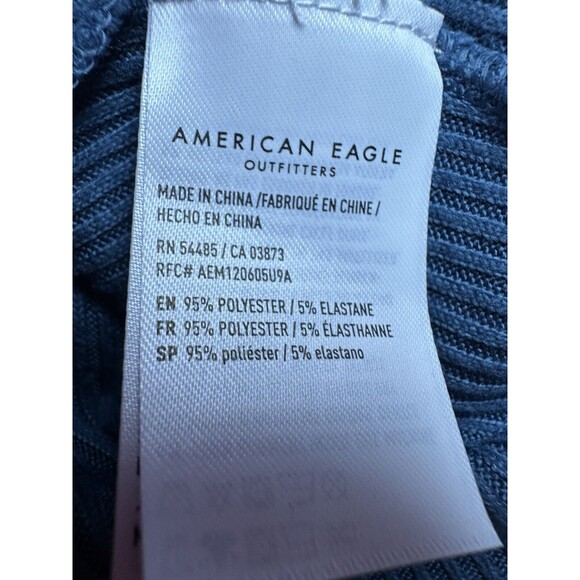 AMERICAN EAGLE
OUTFITTERS
MADE IN CHINA /FABRIQUÉ EN CHINE /
HECHO EN CHINA
RN 54485 / CA 03873
RFC# AEM120605U9A
EN 95% POLYESTER / 5% ELASTANE
FR 95% POLYESTER / 5% ÉLASTHANNE
SP 95% poliéster / 5% elastano